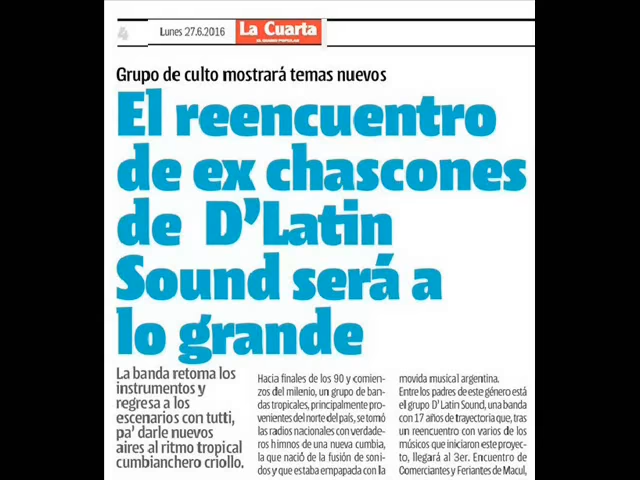 4
Lunes 27.6.2016
La Cuarta
Grupo de culto mostrará temas nuevos
El reencuentro
de ex chascones
de D'Latin
Sound será a
lo grande
La banda retoma los
instrumentos y
regresa a los
escenarios con tutti,
pa' darle nuevos
aires al ritmo tropical
cumbianchero criollo.
Hacia finales de los 90 y comien-
zos del milenio, un grupo de ban-
das tropicales, principalmente pro-
venientes del norte del país, se tomó
las radios nacionales con verdade-
ros himnos de una nueva cumbia,
la que nació de la fusión de soni-
dos y que estaba empapada con la
movida musical argentina.
Entre los padres de este género está
el grupo D'Latin Sound, una banda
con 17 años de trayectoria que, tras
un reencuentro con varios de los
músicos que iniciaron este proyec-
to, llegará al 3er. Encuentro de
Comerciantes y Feriantes de Macul,